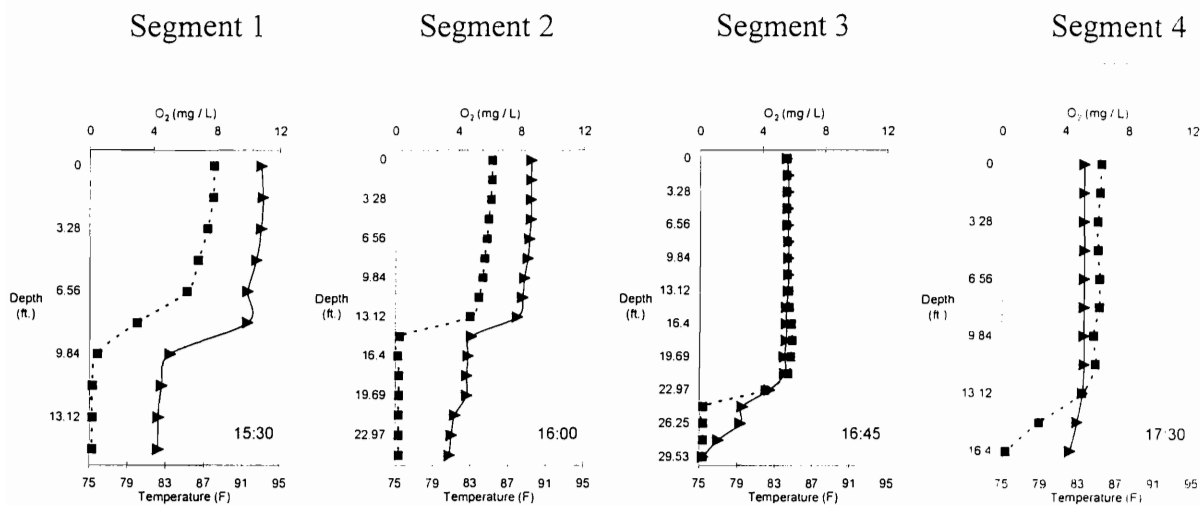 Segment 1 Segment 2 Segment 3 Segment 4
O2 (mg / L) O2 (mg / L) O2 (mg / L) O2 (mg / L)
0 4 8 12 0 4 8 12 0 4 8 12 0 4 8 12
Depth (ft.)
0
3.28
6.56
9.84
13.12
15:30
75 79 83 87 91 95
Temperature (F)
Depth (ft.)
0
3.28
6.56
9.84
13.12
16.4
19.69
22.97
16:00
75 79 83 87 91 95
Temperature (F)
Depth (ft.)
0
3.28
6.56
9.84
13.12
16.4
19.69
22.97
26.25
29.53
16:45
75 79 83 87 91 95
Temperature (F)
Depth (ft.)
0
3 28
6 56
9 84
13 12
16 4
17:30
75 79 83 87 91 95
Temperature (F)